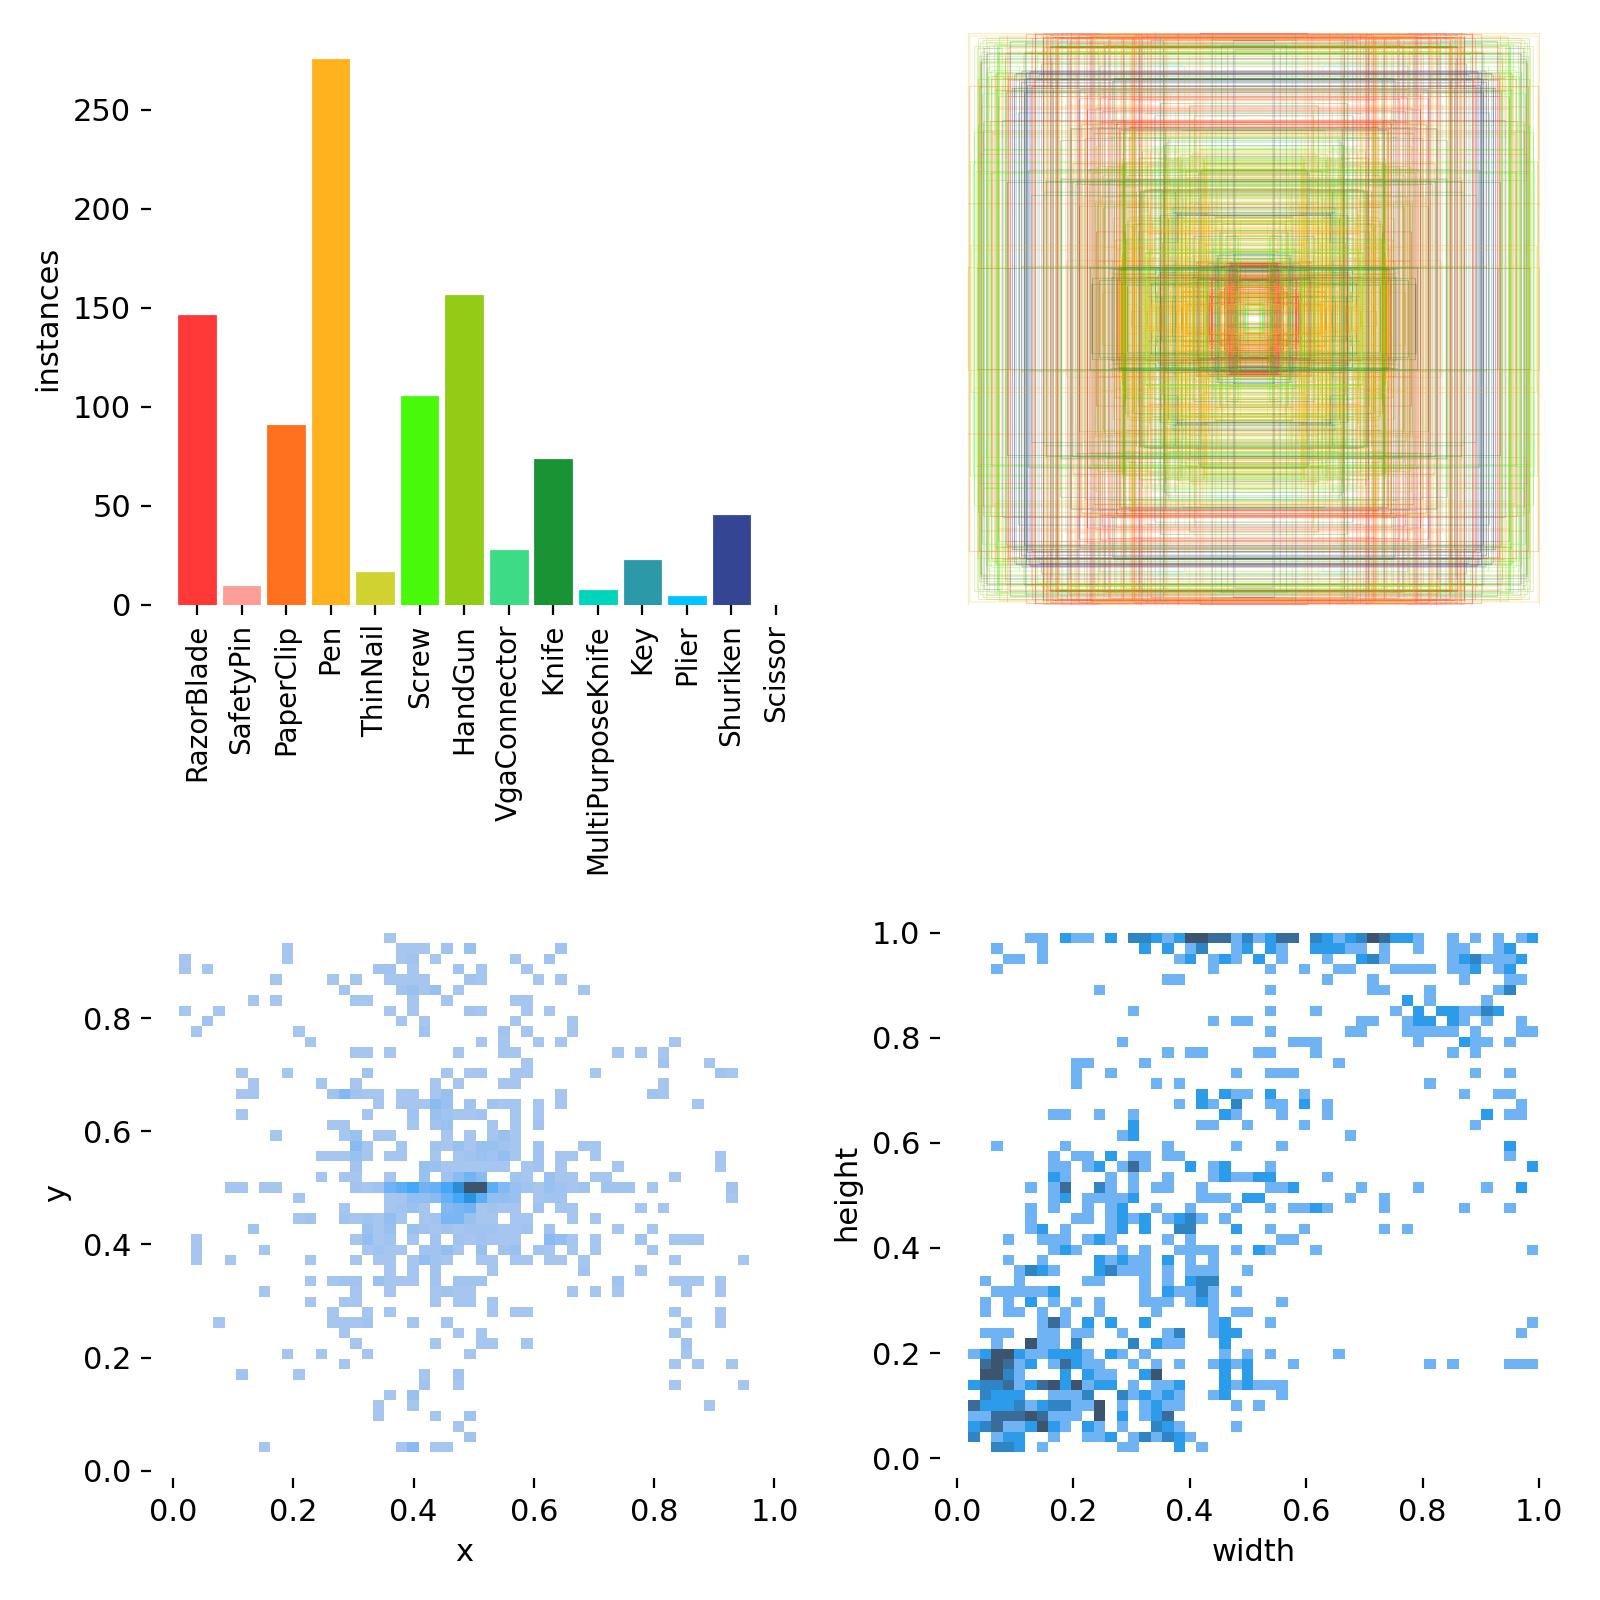 instances
250
200
150
100
50
0
RazorBlade
SafetyPin
PaperClip
Pen
ThinNail
Screw
HandGun
VgaConnector
Knife
MultiPurposeKnife
Key
Plier
Shuriken
Scissor
y
0.8
0.6
0.4
0.2
0.0
0.0 0.2 0.4 0.6 0.8 1.0
x
height
1.0
0.8
0.6
0.4
0.2
0.0
0.0 0.2 0.4 0.6 0.8 1.0
width